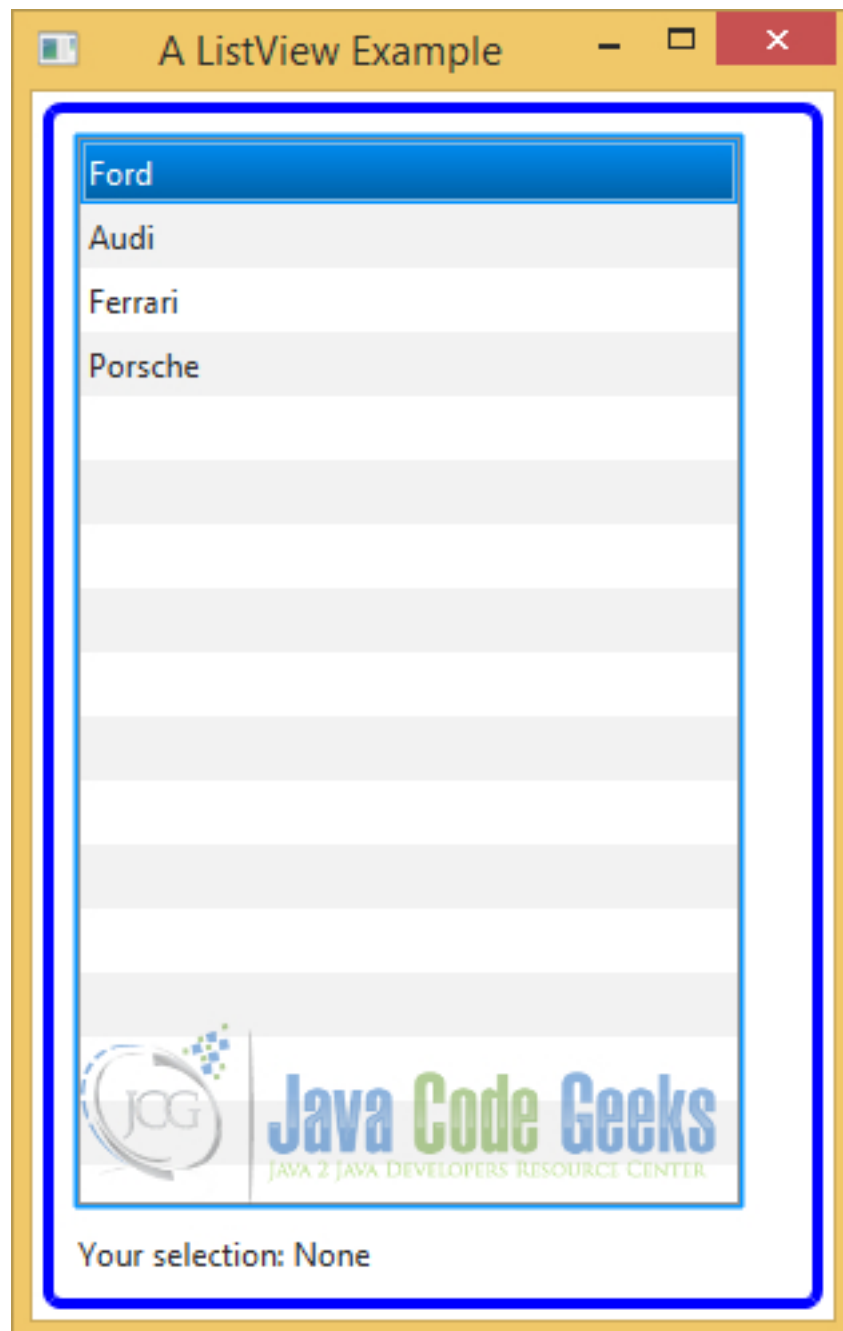 A ListView Example
Ford
Audi
Ferrari
Porsche
JCG
Java Code Geeks
JAVA 2 JAVA DEVELOPERS RESOURCE CENTER
Your selection: None